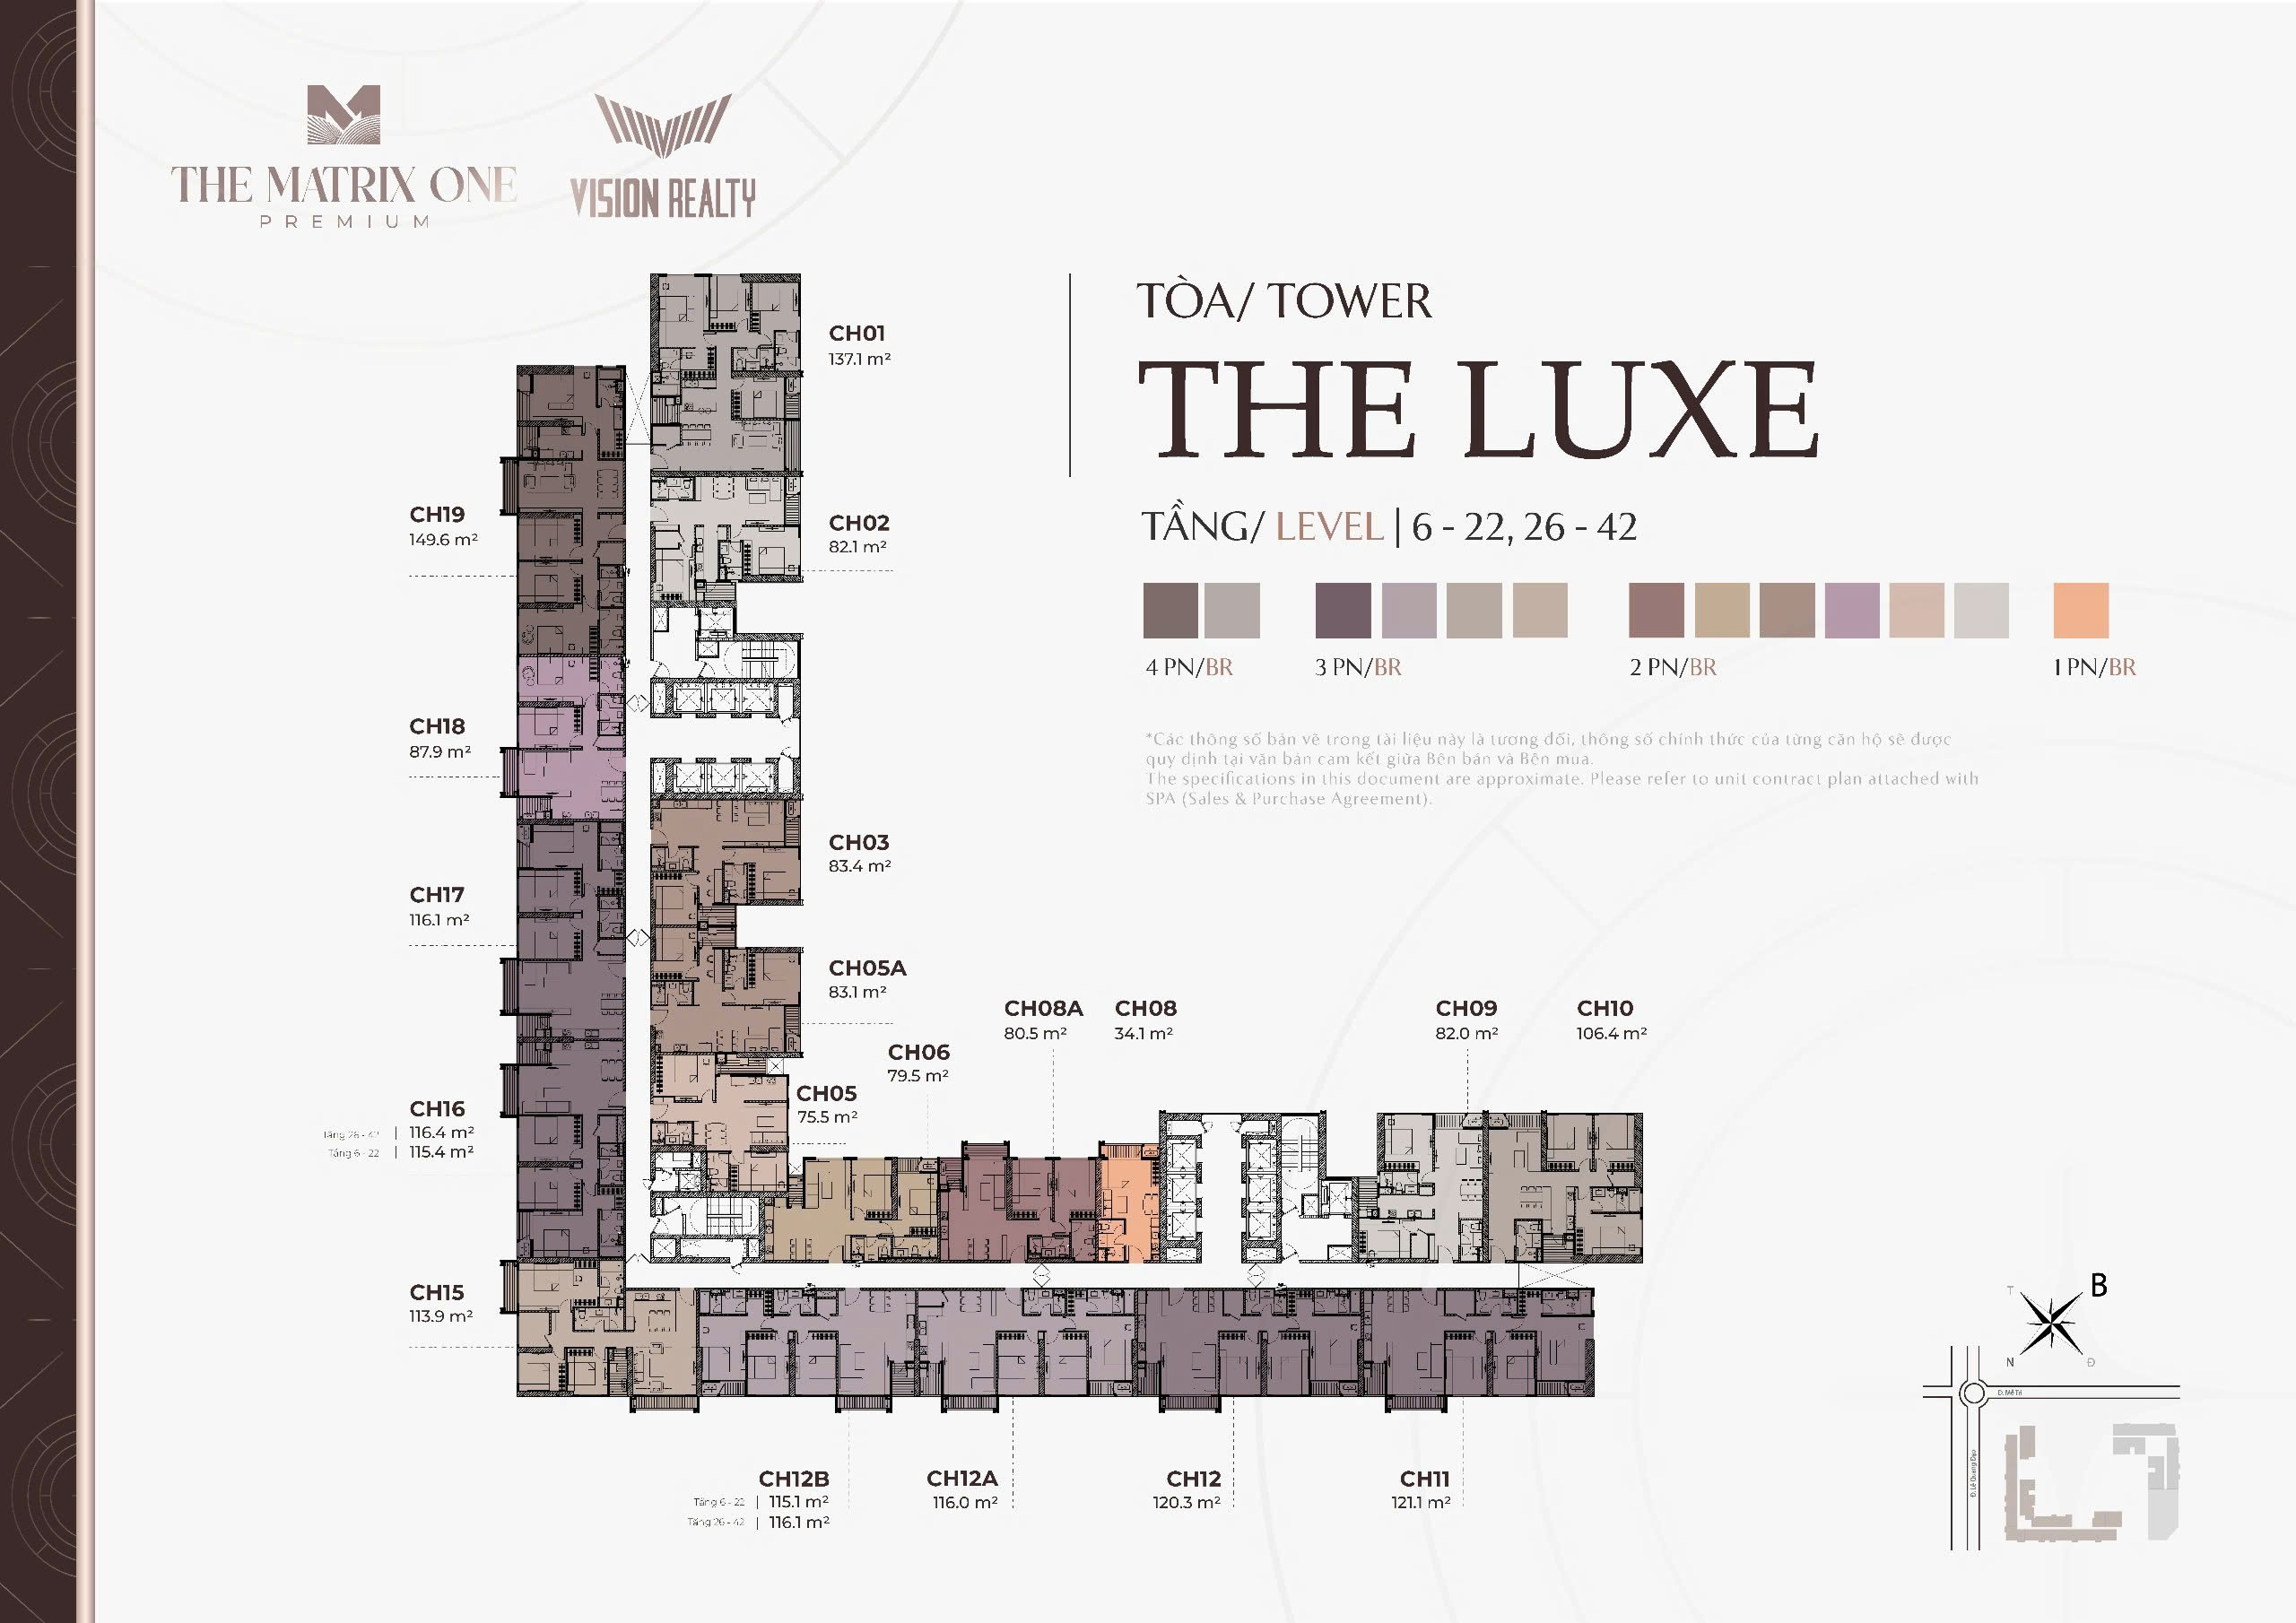 THE MATRIX ONE
PREMIUM
VISION REALTY
TÒA/ TOWER
THE LUXE
TẦNG/ LEVEL | 6 - 22, 26 - 42
4 PN/BR
3 PN/BR
2 PN/BR
1 PN/BR
*Các thông số bản vẽ trong tài liệu này là tương đối, thông số chính thức của từng căn hộ sẽ được
quy định tại văn bản cam kết giữa Bên bán và Bên mua.
The specifications in this document are approximate. Please refer to unit contract plan attached with
SPA (Sales & Purchase Agreement).
CH01
137.1 m²
CH19
149.6 m²
CH02
82.1 m²
CH18
87.9 m²
CH03
83.4 m²
CH17
116.1 m²
CH05A
83.1 m²
CH08A
80.5 m²
CH08
34.1 m²
CH09
82.0 m²
CH10
106.4 m²
CH06
79.5 m²
CH05
75.5 m²
CH16
Tầng 26 - 42 | 116.4 m²
Tầng 6 - 22 | 115.4 m²
CH15
113.9 m²
CH12B
Tầng 6 - 22 | 115.1 m²
Tầng 26 - 42 | 116.1 m²
CH12A
116.0 m²
CH12
120.3 m²
CH11
121.1 m²
T
B
N
Đ
Đ. Mễ Trì
Đ. Lê Quang Đạo